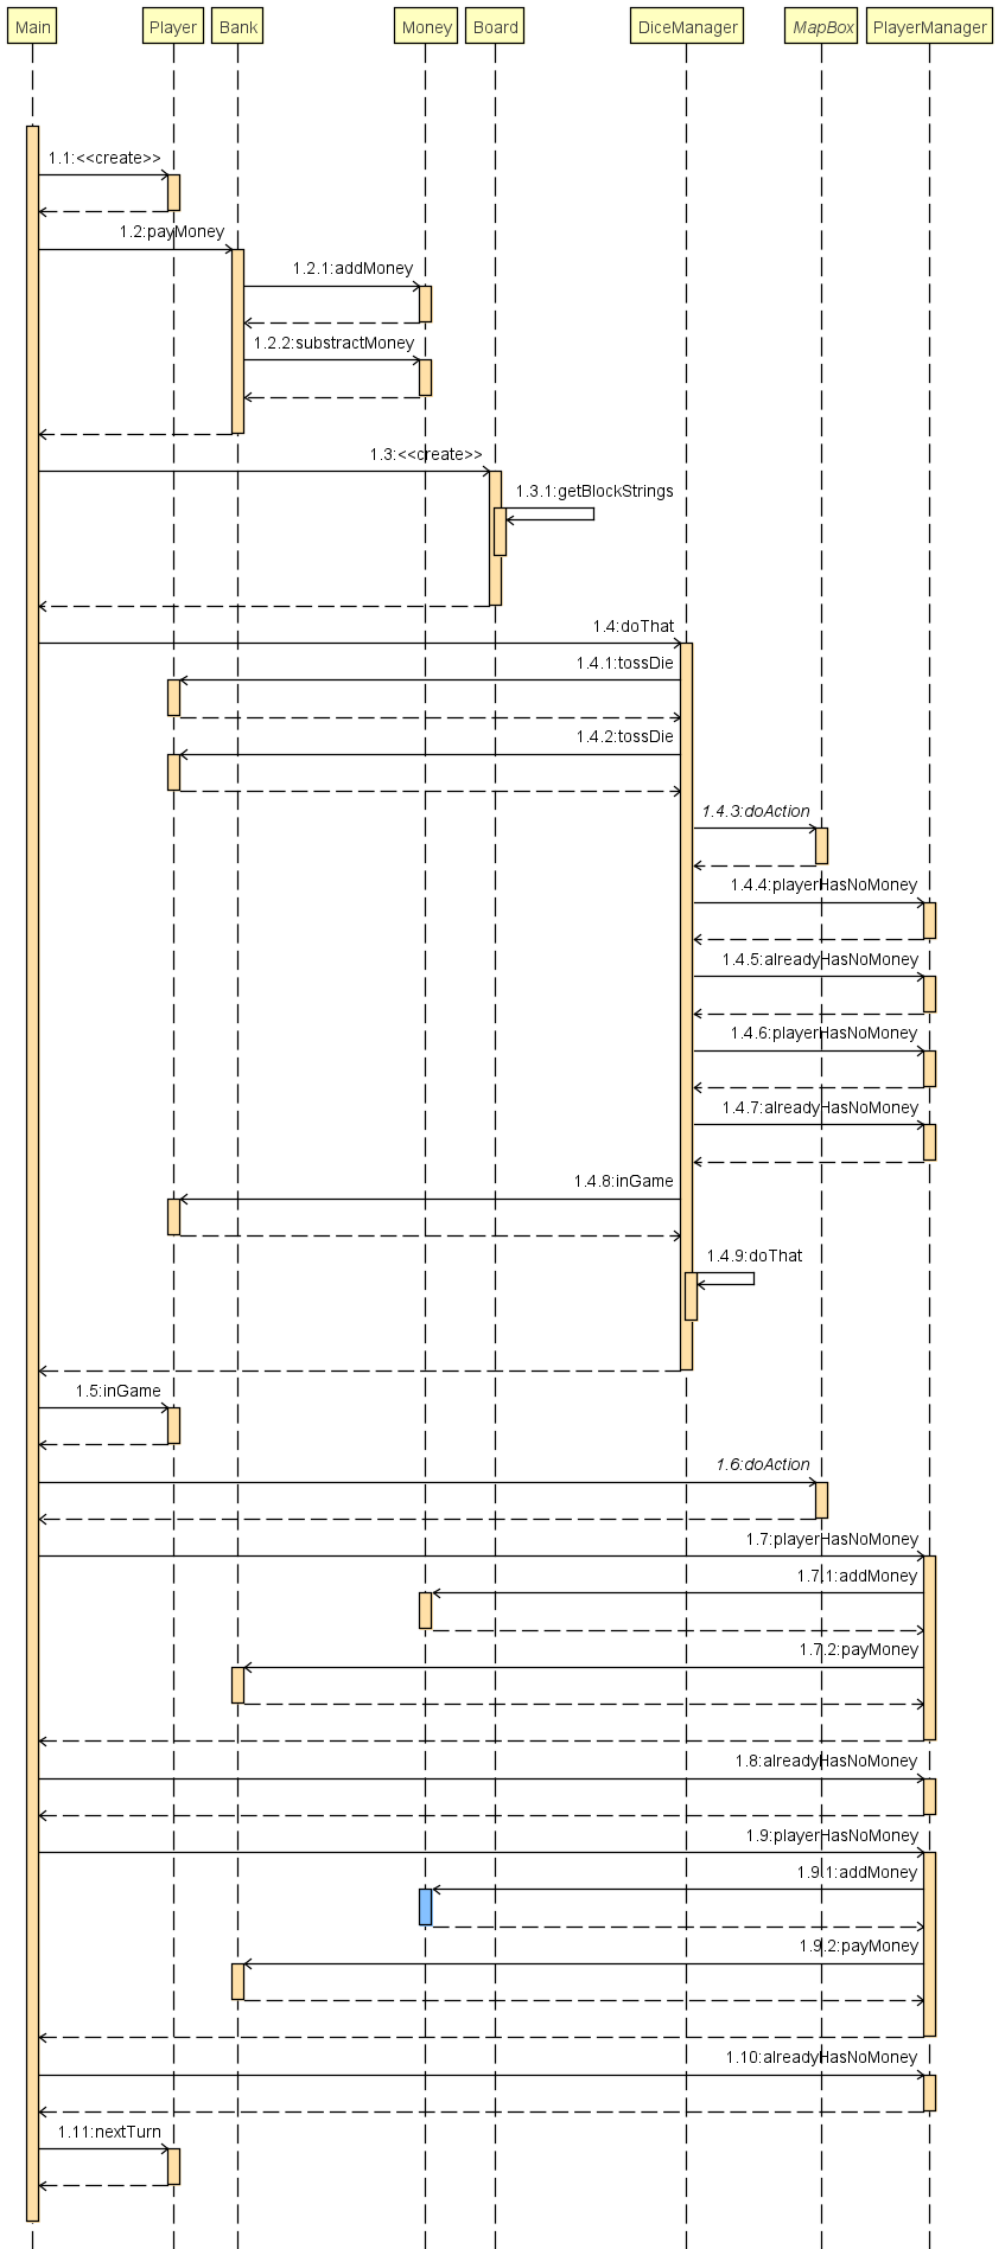 Main
Player
Bank
Money
Board
DiceManager
MapBox
PlayerManager
1.1:<<create>>
1.2:payMoney
1.2.1:addMoney
1.2.2:substractMoney
1.3:<<create>>
1.3.1:getBlockStrings
1.4:doThat
1.4.1:tossDie
1.4.2:tossDie
1.4.3:doAction
1.4.4:playerHasNoMoney
1.4.5:alreadyHasNoMoney
1.4.6:playerHasNoMoney
1.4.7:alreadyHasNoMoney
1.4.8:inGame
1.4.9:doThat
1.5:inGame
1.6:doAction
1.7:playerHasNoMoney
1.7.1:addMoney
1.7.2:payMoney
1.8:alreadyHasNoMoney
1.9:playerHasNoMoney
1.9.1:addMoney
1.9.2:payMoney
1.10:alreadyHasNoMoney
1.11:nextTurn